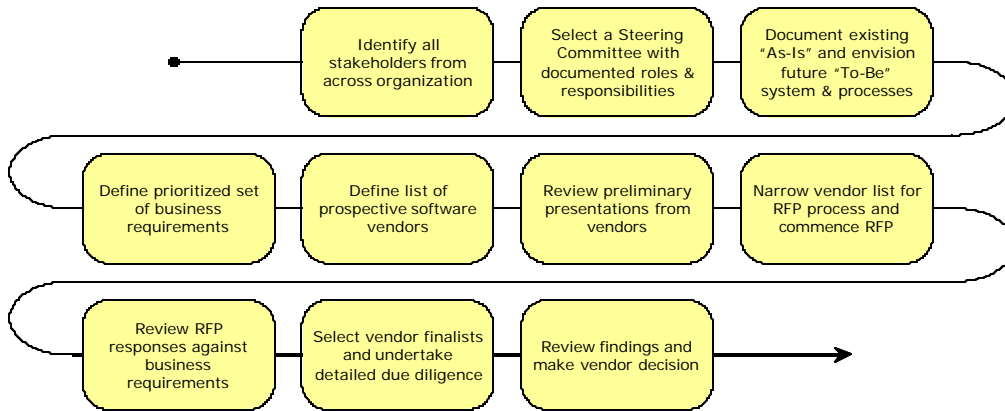 Identify all
stakeholders from
across organization
Select a Steering
Committee with
documented roles &
responsibilities
Document existing
“As-Is” and envision
future “To-Be”
system & processes
Define prioritized set
of business
requirements
Define list of
prospective software
vendors
Review preliminary
presentations from
vendors
Narrow vendor list for
RFP process and
commence RFP
Review RFP
responses against
business
requirements
Select vendor finalists
and undertake
detailed due diligence
Review findings and
make vendor decision